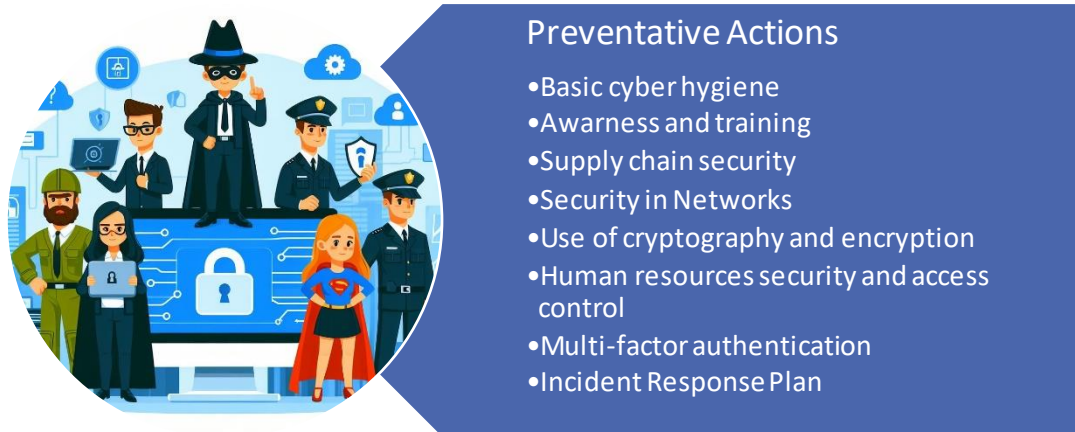 Preventative Actions
•Basic cyber hygiene
•Awarness and training
•Supply chain security
•Security in Networks
•Use of cryptography and encryption
•Human resources security and access
control
•Multi-factor authentication
•Incident Response Plan